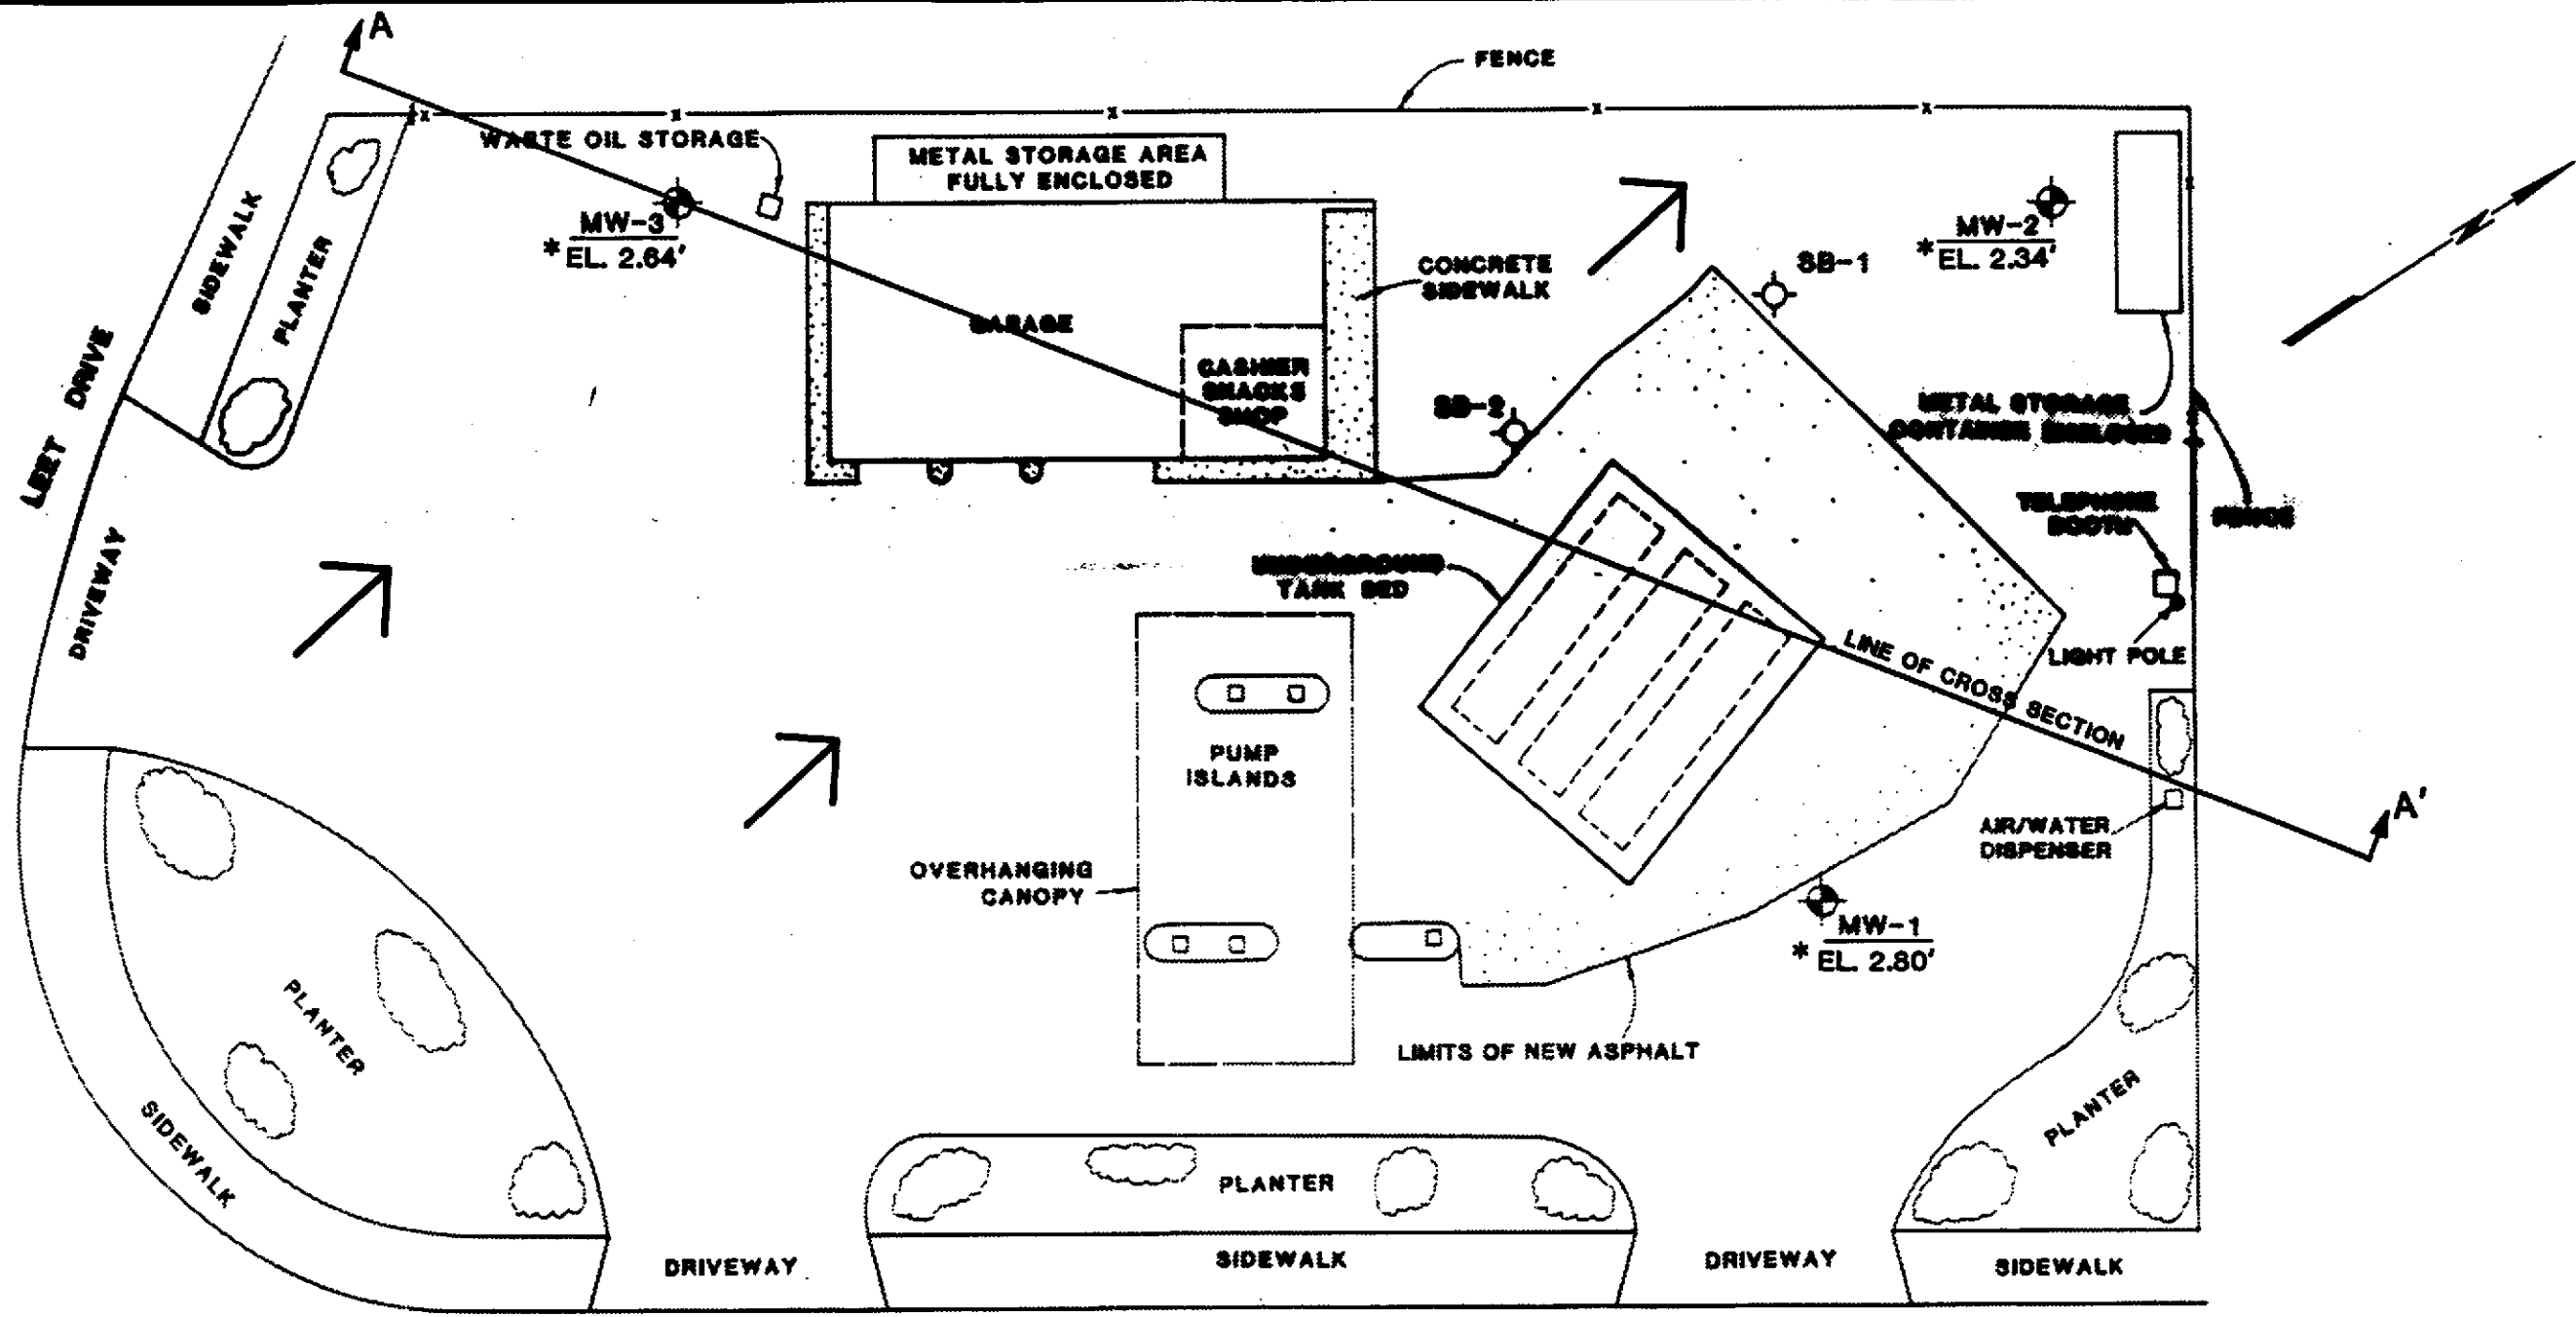 A
FENCE
WASTE OIL STORAGE
METAL STORAGE AREA
FULLY ENCLOSED
MW-3
* EL. 2.64'
MW-2
* EL. 2.34'
SB-1
CONCRETE
SIDEWALK
SIDEWALK
PLANTER
GARAGE
CASHIER
SNACKS
SHOP
SB-2
METAL STORAGE
CONTAINER ENCLOSED
LEET DRIVE
TELEPHONE
BOOTH
FENCE
DRIVEWAY
UNDERGROUND
TANK BED
LINE OF CROSS SECTION
LIGHT POLE
PUMP
ISLANDS
A'
AIR/WATER
DISPENSER
OVERHANGING
CANOPY
MW-1
* EL. 2.80'
PLANTER
LIMITS OF NEW ASPHALT
PLANTER
SIDEWALK
PLANTER
DRIVEWAY
SIDEWALK
DRIVEWAY
SIDEWALK